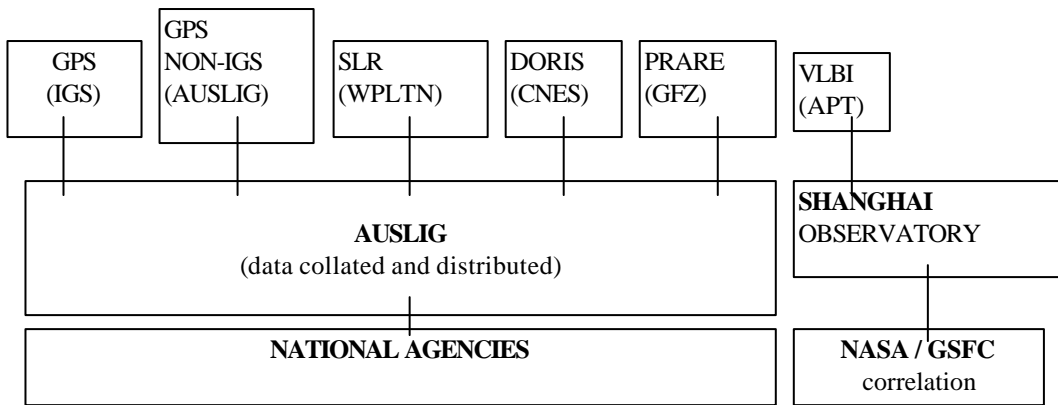 GPS
(IGS)
GPS
NON-IGS
(AUSLIG)
SLR
(WPLTN)
DORIS
(CNES)
PRARE
(GFZ)
VLBI
(APT)
AUSLIG
(data collated and distributed)
SHANGHAI
OBSERVATORY
NATIONAL AGENCIES
NASA / GSFC
correlation